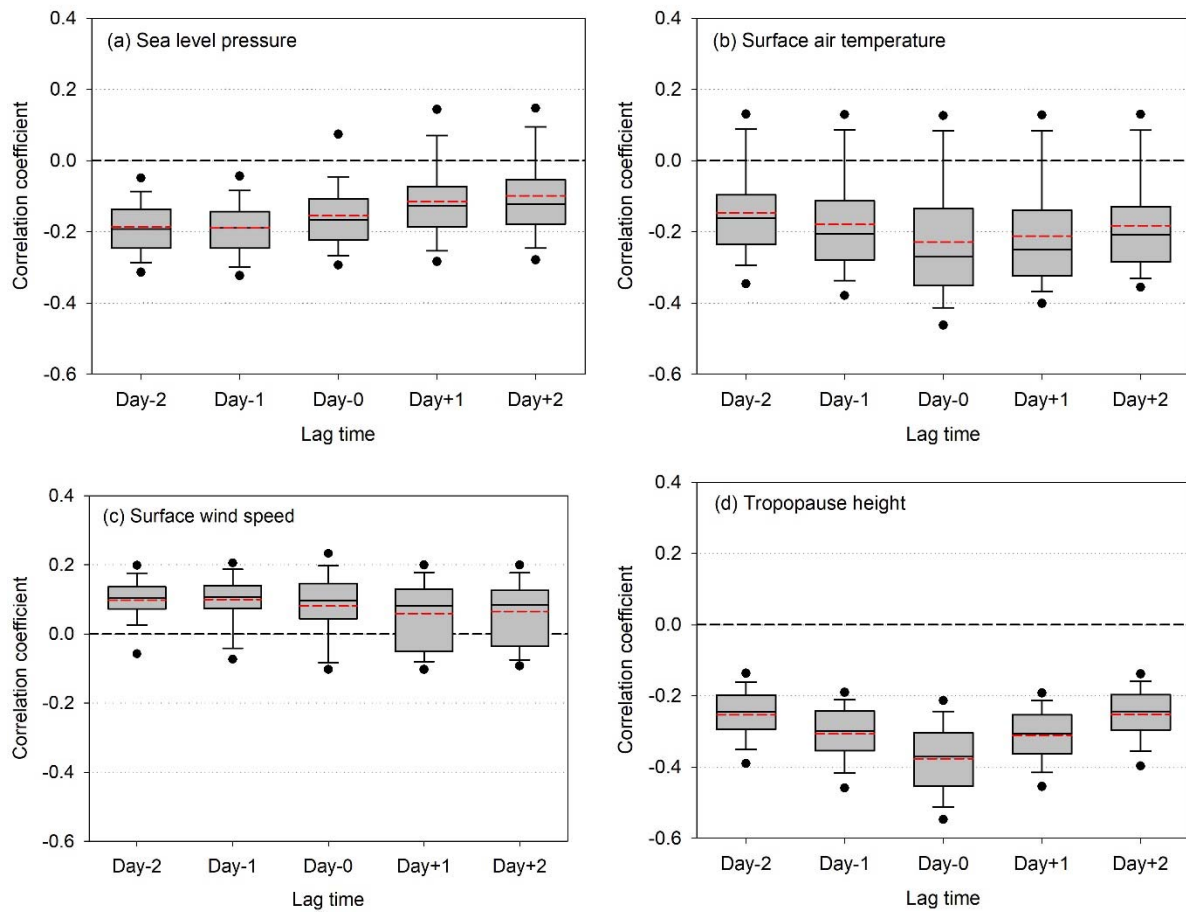 (a) Sea level pressure
0.4
0.2
0.0
-0.2
-0.4
-0.6
Correlation coefficient
Day-2 Day-1 Day-0 Day+1 Day+2
Lag time
(b) Surface air temperature
0.4
0.2
0.0
-0.2
-0.4
-0.6
Correlation coefficient
Day-2 Day-1 Day-0 Day+1 Day+2
Lag time
(c) Surface wind speed
0.4
0.2
0.0
-0.2
-0.4
-0.6
Correlation coefficient
Day-2 Day-1 Day-0 Day+1 Day+2
Lag time
(d) Tropopause height
0.4
0.2
0.0
-0.2
-0.4
-0.6
Correlation coefficient
Day-2 Day-1 Day-0 Day+1 Day+2
Lag time